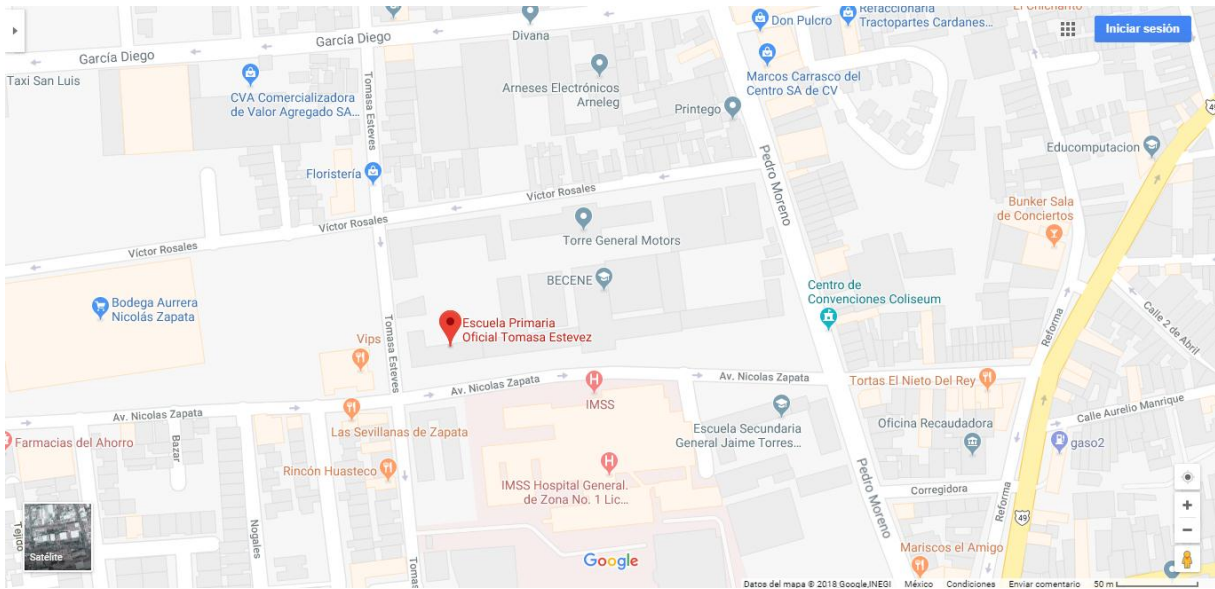 García Diego
García Diego
Taxi San Luis
CVA Comercializadora
de Valor Agregado SA...
Tomasa Esteves
Divana
Arneses Electrónicos
Arneleg
Printego
Don Pulcro
Refaccionaria
Tractopartes Cardanes...
El Chichanto
Iniciar sesión
Marcos Carrasco del
Centro SA de CV
49
Educomputacion
Pedro Moreno
Floristería
Víctor Rosales
Víctor Rosales
Víctor Rosales
Torre General Motors
BECENE
Bunker Sala
de Conciertos
Centro de
Convenciones Coliseum
Calle 2 de Abril
Reforma
Bodega Aurrera
Nicolás Zapata
Escuela Primaria
Oficial Tomasa Estevez
Vips
Tomasa Esteves
Av. Nicolas Zapata
Av. Nicolas Zapata
Av. Nicolas Zapata
IMSS
Tortas El Nieto Del Rey
Calle Aurelio Manrique
Farmacias del Ahorro
Bazar
Las Sevillanas de Zapata
Escuela Secundaria
General Jaime Torres...
Oficina Recaudadora
gaso2
Rincón Huasteco
IMSS Hospital General.
de Zona No. 1 Lic...
Pedro Moreno
Corregidora
Reforma
49
Tejido
Nogales
Satélite
Tomas
Google
Mariscos el Amigo
Datos del mapa © 2018 Google, INEGI México Condiciones Enviar comentario 50 m